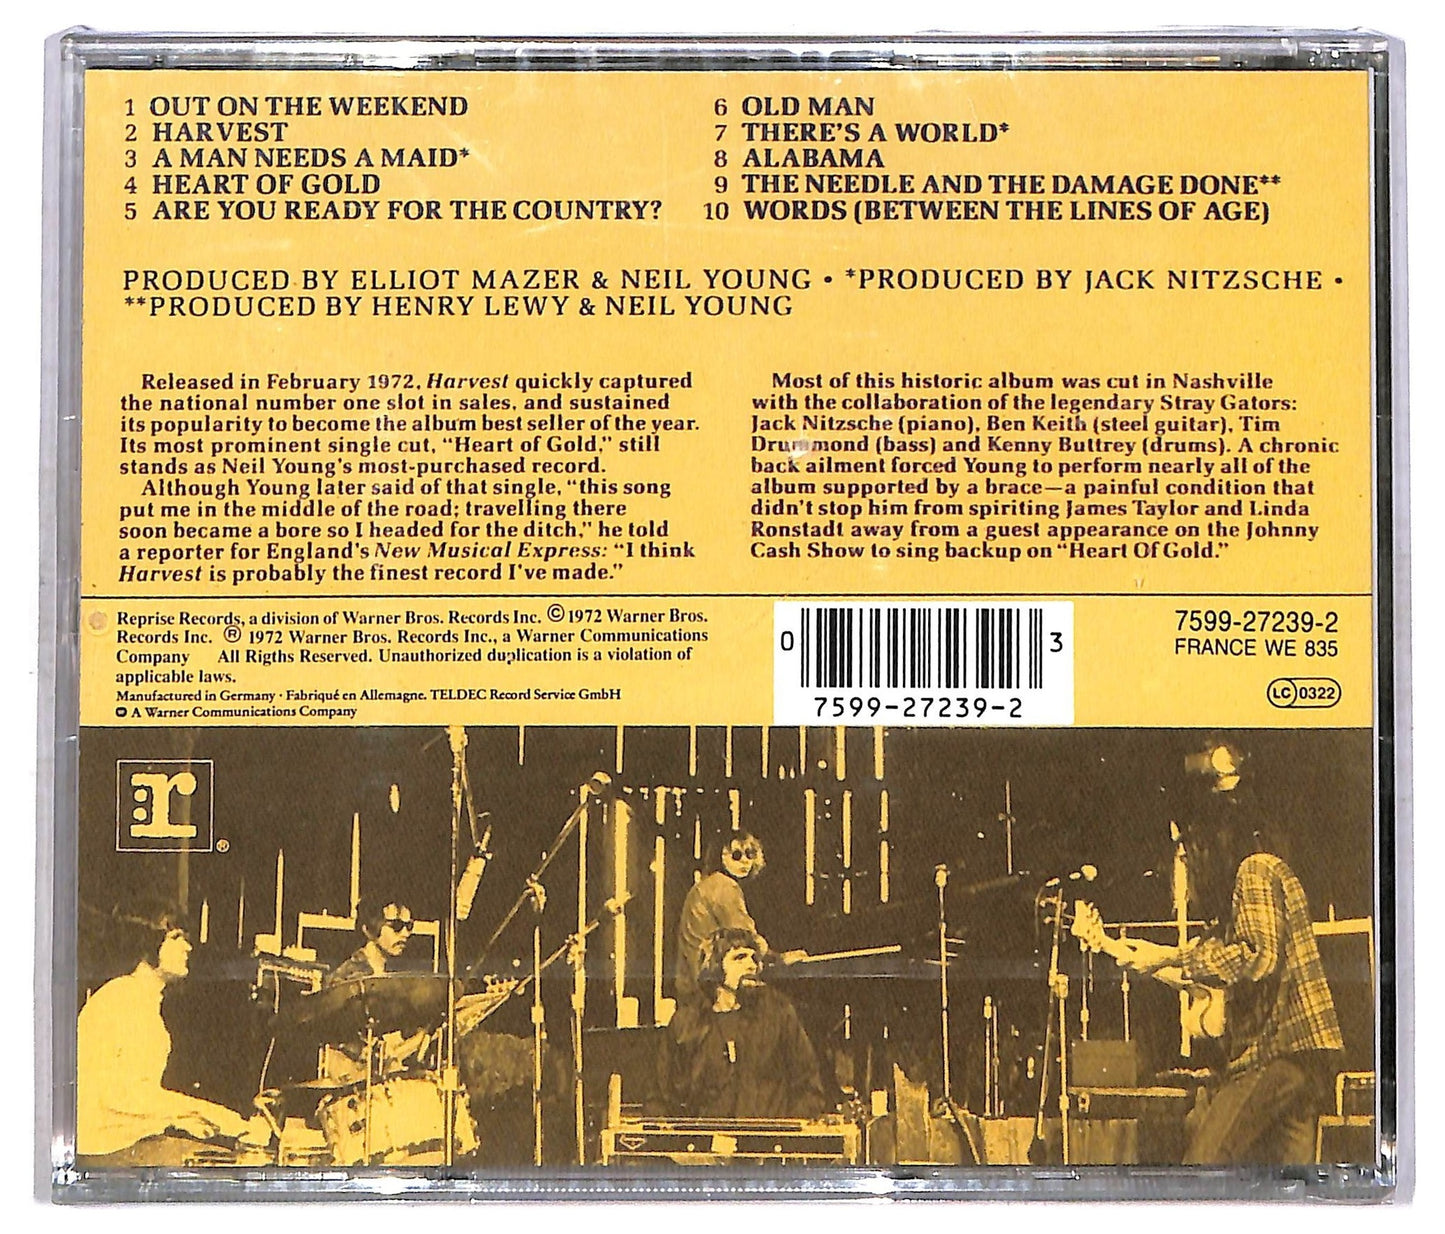 1 OUT ON THE WEEKEND
2 HARVEST
3 A MAN NEEDS A MAID*
4 HEART OF GOLD
5 ARE YOU READY FOR THE COUNTRY?
6 OLD MAN
7 THERE'S A WORLD*
8 ALABAMA
9 THE NEEDLE AND THE DAMAGE DONE**
10 WORDS (BETWEEN THE LINES OF AGE)
PRODUCED BY ELLIOT MAZER & NEIL YOUNG • *PRODUCED BY JACK NITZSCHE •
**PRODUCED BY HENRY LEWY & NEIL YOUNG
Released in February 1972, Harvest quickly captured
the national number one slot in sales, and sustained
its popularity to become the album best seller of the year.
Its most prominent single cut, "Heart of Gold," still
stands as Neil Young's most-purchased record.
Although Young later said of that single, "this song
put me in the middle of the road; travelling there
soon became a bore so I headed for the ditch," he told
a reporter for England's New Musical Express: "I think
Harvest is probably the finest record I've made."
Most of this historic album was cut in Nashville
with the collaboration of the legendary Stray Gators:
Jack Nitzsche (piano), Ben Keith (steel guitar), Tim
Drummond (bass) and Kenny Buttrey (drums). A chronic
back ailment forced Young to perform nearly all of the
album supported by a brace—a painful condition that
didn't stop him from spiriting James Taylor and Linda
Ronstadt away from a guest appearance on the Johnny
Cash Show to sing backup on "Heart Of Gold."
Reprise Records, a division of Warner Bros. Records Inc. © 1972 Warner Bros.
Records Inc. ® 1972 Warner Bros. Records Inc., a Warner Communications
Company All Rigths Reserved. Unauthorized duplication is a violation of
applicable laws.
Manufactured in Germany · Fabriqué en Allemagne. TELDEC Record Service GmbH
A Warner Communications Company
0 3
7599-27239-2
7599-27239-2
FRANCE WE 835
LC 0322
:r ®